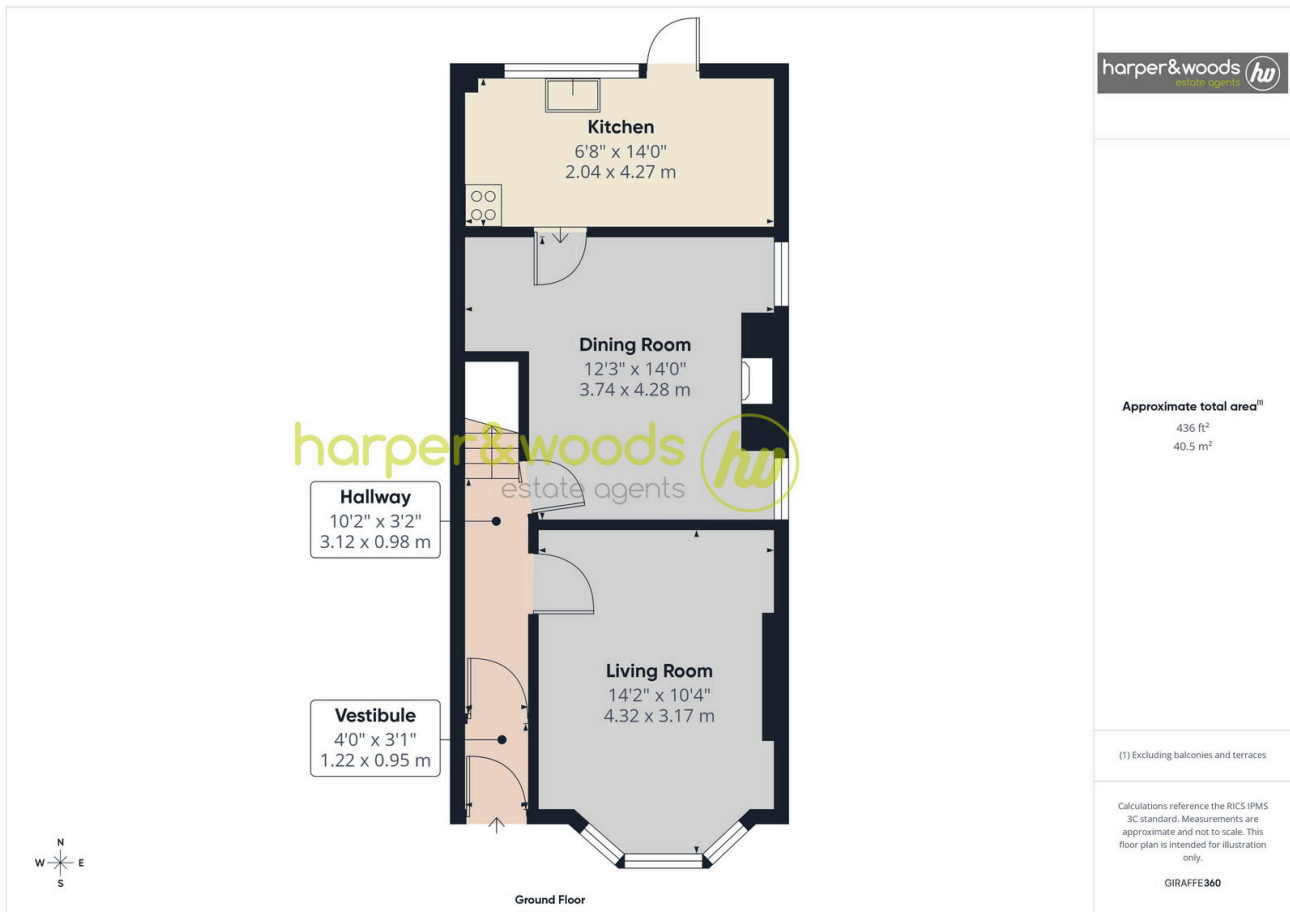 Kitchen
6'8" x 14'0"
2.04 x 4.27 m
Dining Room
12'3" x 14'0"
3.74 x 4.28 m
harper&woods hw
estate agents
Hallway
10'2" x 3'2"
3.12 x 0.98 m
Living Room
14'2" x 10'4"
4.32 x 3.17 m
Vestibule
4'0" x 3'1"
1.22 x 0.95 m
N
W E
S
Ground Floor
harper&woods hw
estate agents
Approximate total area(1)
436 ft²
40.5 m²
(1) Excluding balconies and terraces
Calculations reference the RICS IPMS
3C standard. Measurements are
approximate and not to scale. This
floor plan is intended for illustration
only.
GIRAFFE360